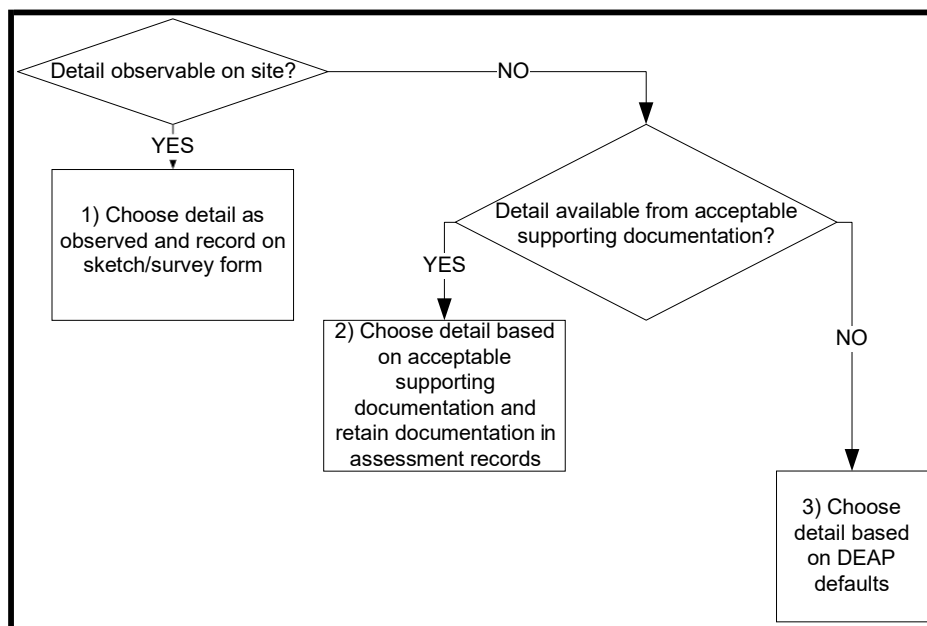 Detail observable on site?
NO
YES
1) Choose detail as
observed and record on
sketch/survey form
Detail available from acceptable
supporting documentation?
YES
2) Choose detail based
on acceptable
supporting
documentation and
retain documentation in
assessment records
NO
3) Choose
detail based
on DEAP
defaults